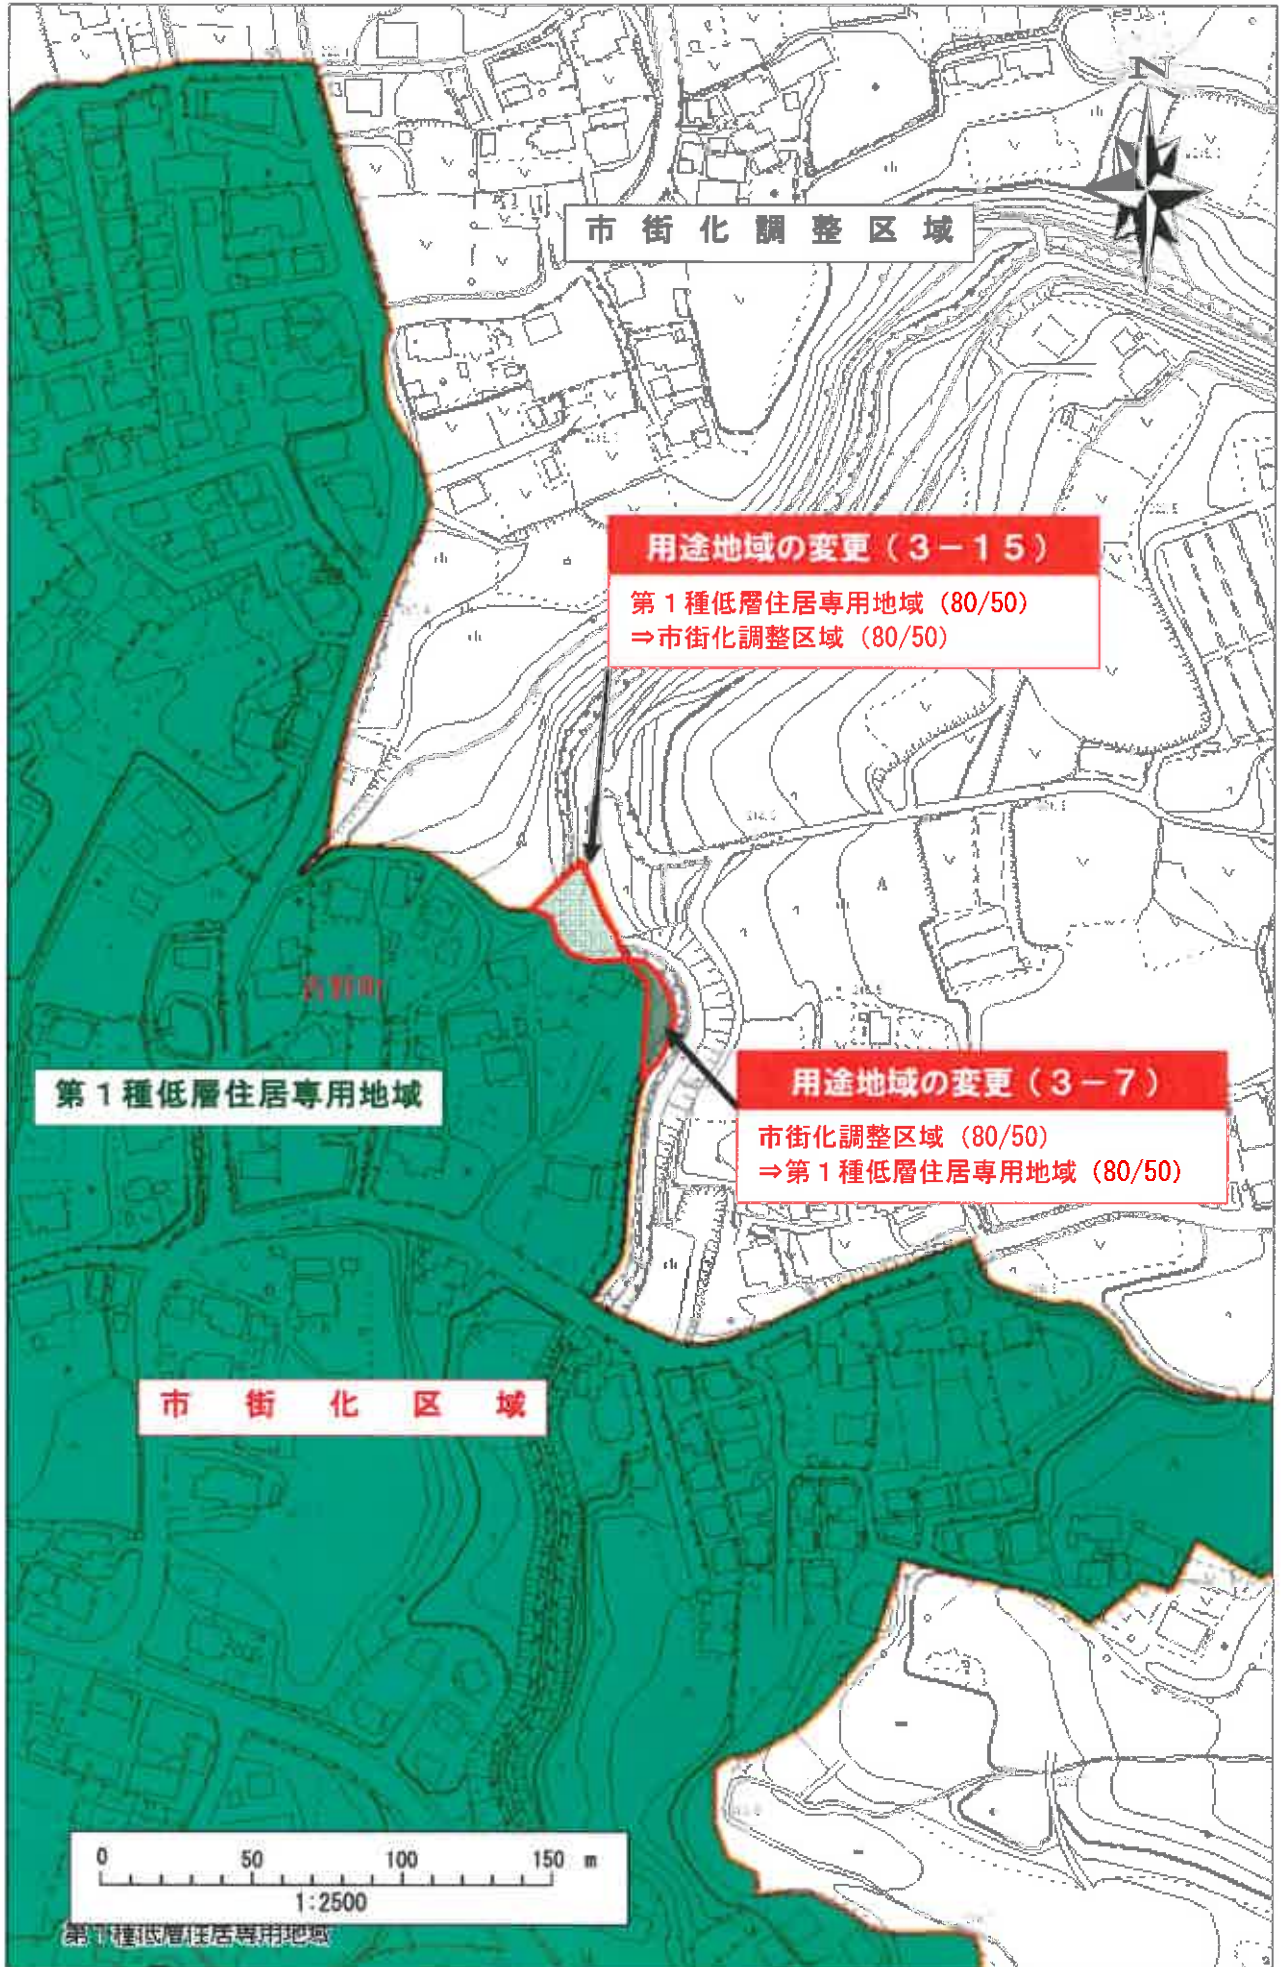 N
市街化調整区域
用途地域の変更（3－15）
第1種低層住居専用地域 (80/50)
⇒市街化調整区域 (80/50)
吉野町
第1種低層住居専用地域
用途地域の変更（3－7）
市街化調整区域 (80/50)
⇒第1種低層住居専用地域 (80/50)
市街化区域
0 50 100 150 m
1:2500
第1種低層住居専用地域